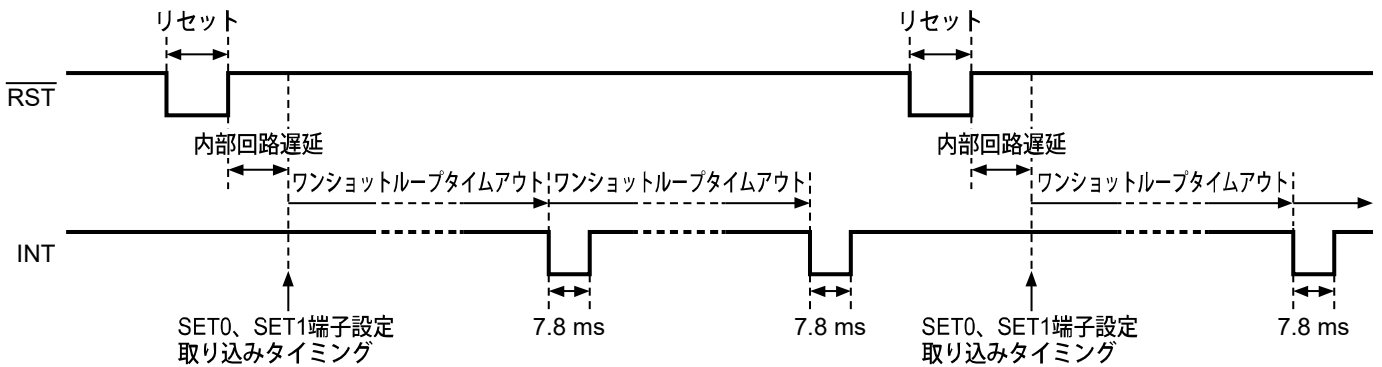 リセット
リセット
RST
内部回路遅延
内部回路遅延
ワンショットループタイムアウト
ワンショットループタイムアウト
ワンショットループタイムアウト
INT
7.8 ms
7.8 ms
7.8 ms
SET0、SET1端子設定
取り込みタイミング
SET0、SET1端子設定
取り込みタイミング